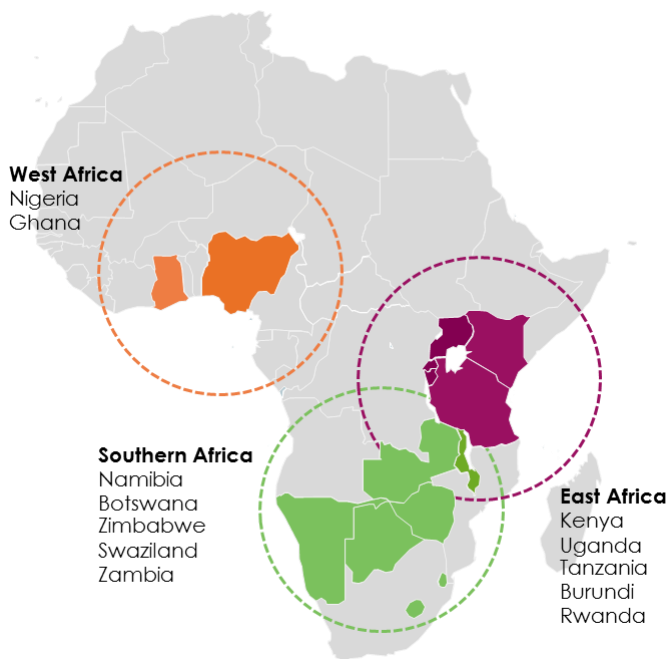 West Africa
Nigeria
Ghana
Southern Africa
Namibia
Botswana
Zimbabwe
Swaziland
Zambia
East Africa
Kenya
Uganda
Tanzania
Burundi
Rwanda